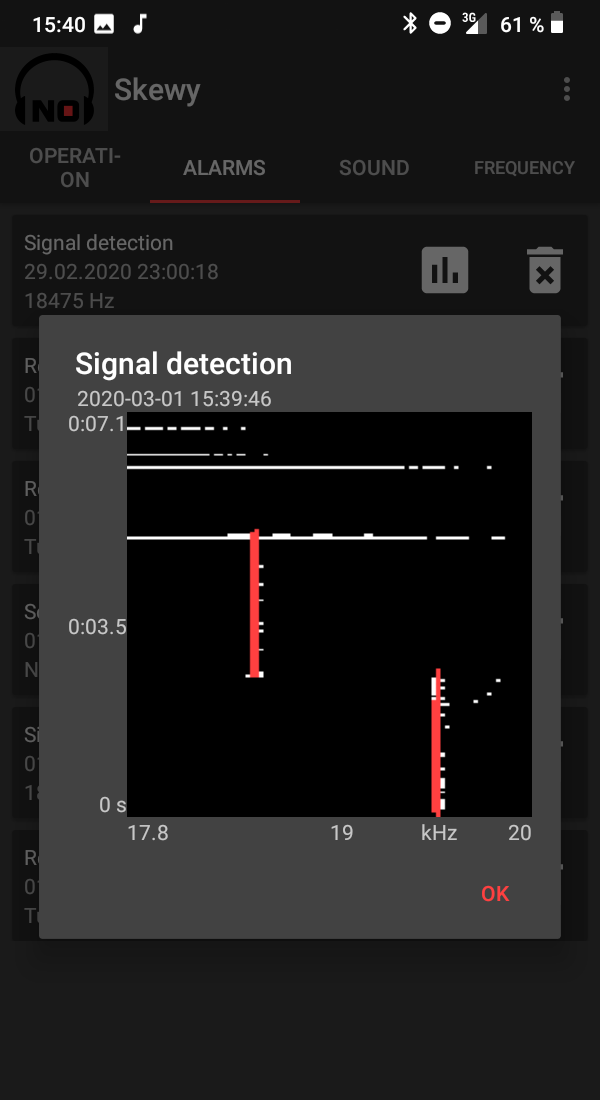 15:40
3G
61 %
NO
Skewy
OPERATI-
ON
ALARMS
SOUND
FREQUENCY
Signal detection
29.02.2020 23:00:18
18475 Hz
Signal detection
2020-03-01 15:39:46
0:07.1
0:03.5
0 s
17.8
19
kHz
20
OK